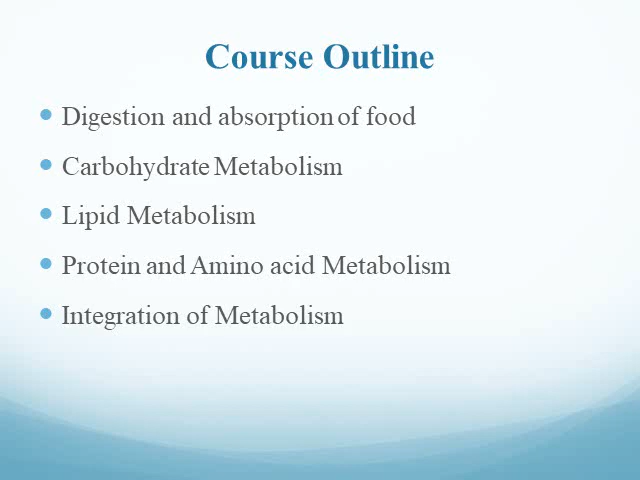 Course Outline
Digestion and absorption of food
Carbohydrate Metabolism
Lipid Metabolism
Protein and Amino acid Metabolism
Integration of Metabolism